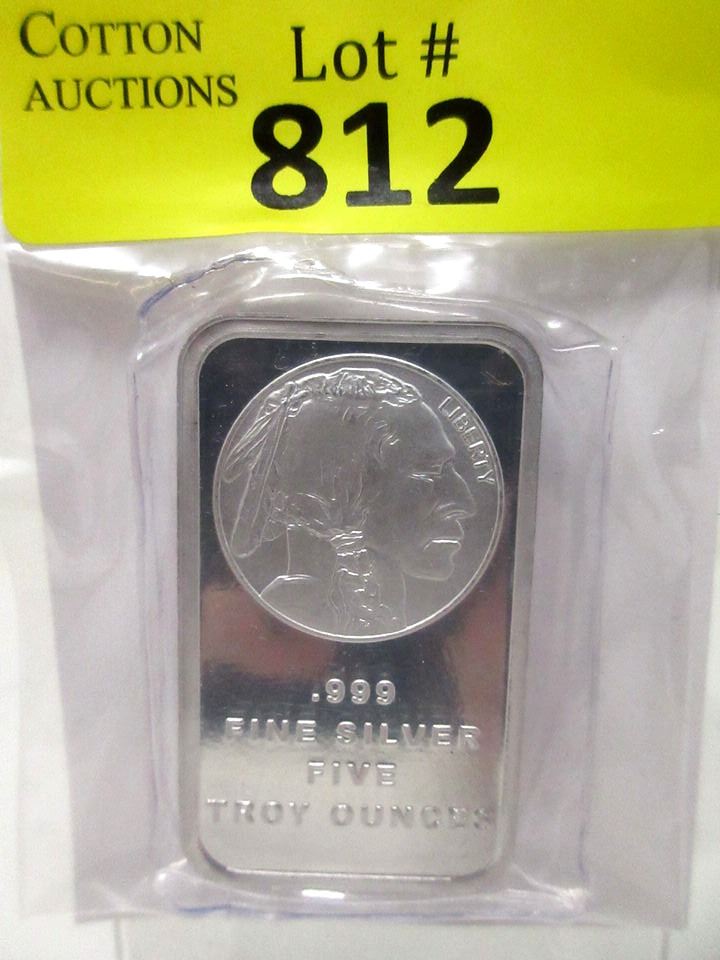 COTTON
AUCTIONS
Lot #
812
LIBERTY
.999
FINE SILVER
FIVE
TROY OUNCES